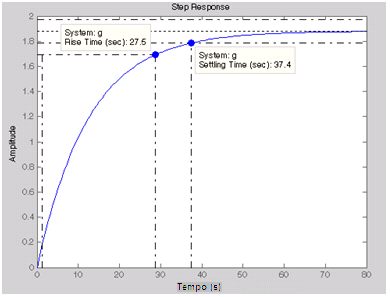 Step Response
2
1.8
1.6
1.4
1.2
1
0.8
0.6
0.4
0.2
0
Amplitude
System: g
Rise Time (sec): 27.5
System: g
Settling Time (sec): 37.4
0 10 20 30 40 50 60 70 80
Tempo (s)